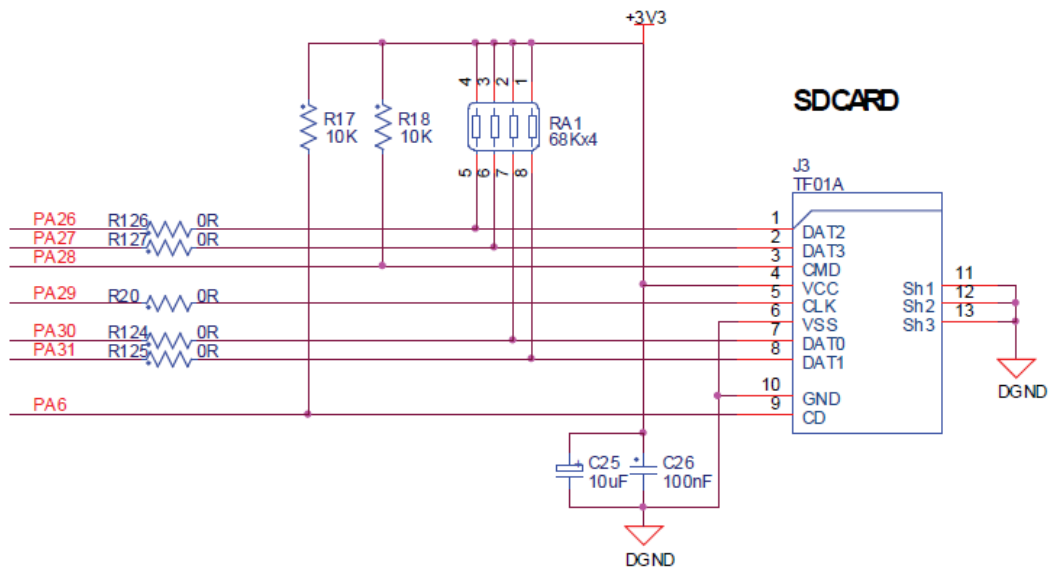 +3V3
4
3
2
1
SDCARD
R17
10K
R18
10K
RA1
68Kx4
5
6
7
8
J3
TF01A
PA26
R126
0R
1
DAT2
PA27
R127
0R
2
DAT3
PA28
3
CMD
4
VCC
Sh1
11
PA29
R20
0R
5
CLK
Sh2
12
6
VSS
Sh3
13
PA30
R124
0R
7
DAT0
PA31
R125
0R
8
DAT1
10
GND
DGND
PA6
9
CD
C25
10uF
C26
100nF
DGND